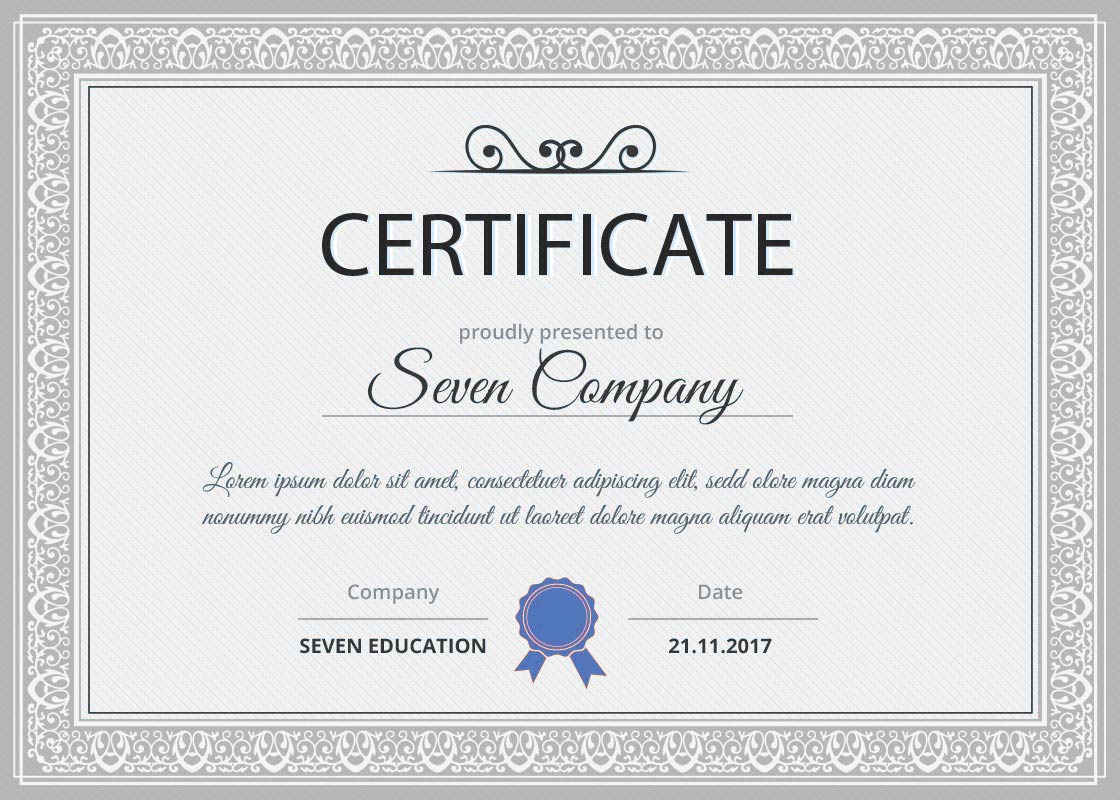 CERTIFICATE
proudly presented to
Seven Company
Lorem ipsum dolor sit amet, consectetuer adipiscing elit, sedd olore magna diam
nonummy nibh euismod tincidunt ut laoreet dolore magna aliquam erat volutpat.
Company
Date
SEVEN EDUCATION
21.11.2017